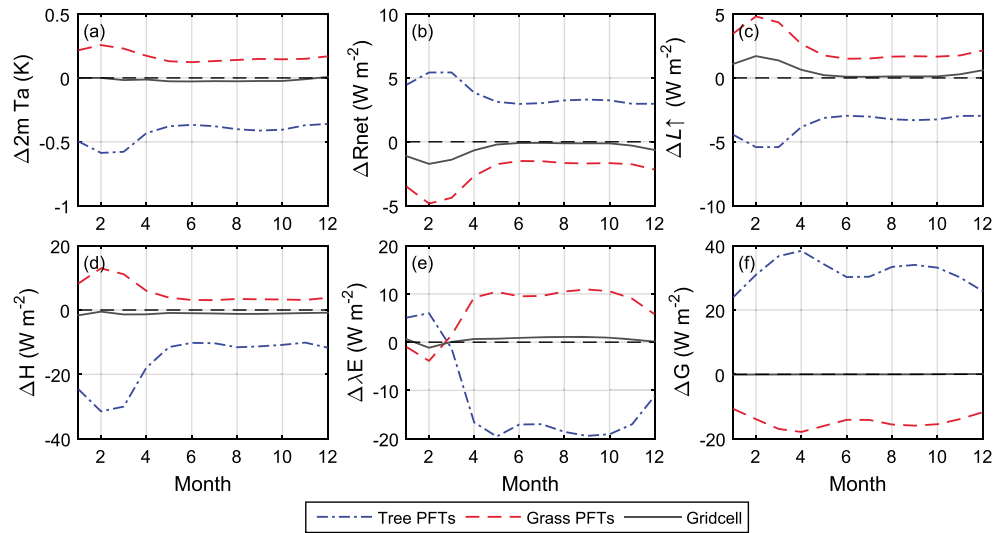 (a)
Δ2m Ta (K)
0.5
0
-0.5
-1
2 4 6 8 10 12
(b)
ΔRnet (W m-2)
10
5
0
-5
2 4 6 8 10 12
(c)
ΔL↑ (W m-2)
5
0
-5
-10
2 4 6 8 10 12
(d)
ΔH (W m-2)
20
0
-20
-40
2 4 6 8 10 12
Month
(e)
ΔλE (W m-2)
20
10
0
-10
-20
2 4 6 8 10 12
Month
(f)
ΔG (W m-2)
40
20
0
-20
2 4 6 8 10 12
Month
Tree PFTs Grass PFTs Gridcell